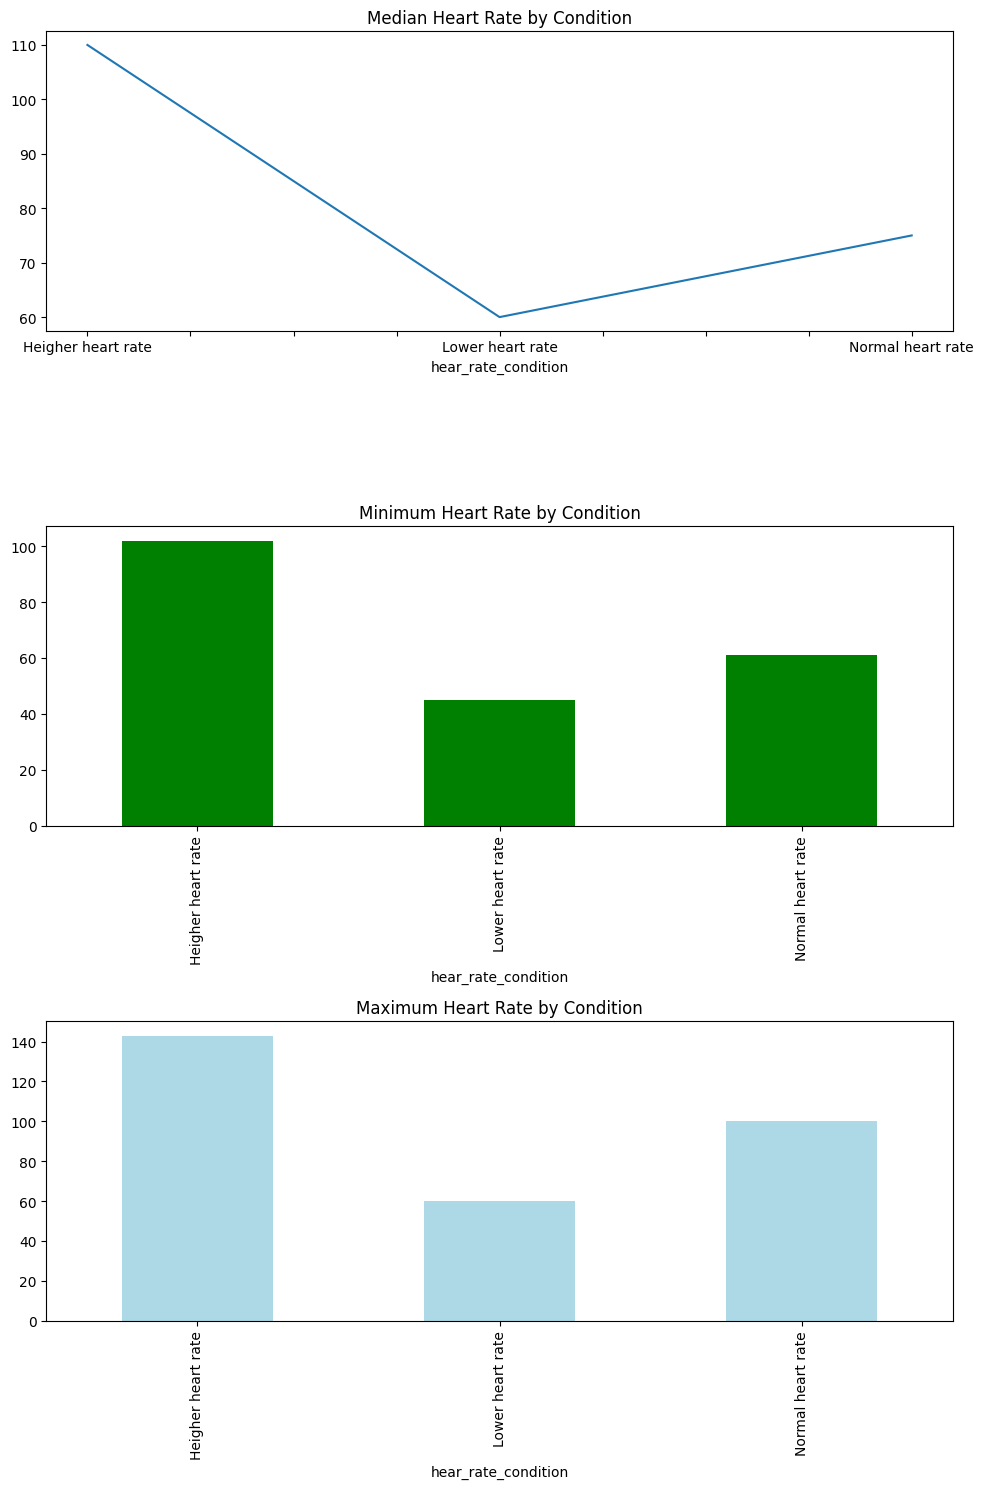 Median Heart Rate by Condition
110
100
90
80
70
60
Heigher heart rate Lower heart rate Normal heart rate
hear_rate_condition
Minimum Heart Rate by Condition
100
80
60
40
20
0
Heigher heart rate
Lower heart rate
Normal heart rate
hear_rate_condition
Maximum Heart Rate by Condition
140
120
100
80
60
40
20
0
Heigher heart rate
Lower heart rate
Normal heart rate
hear_rate_condition